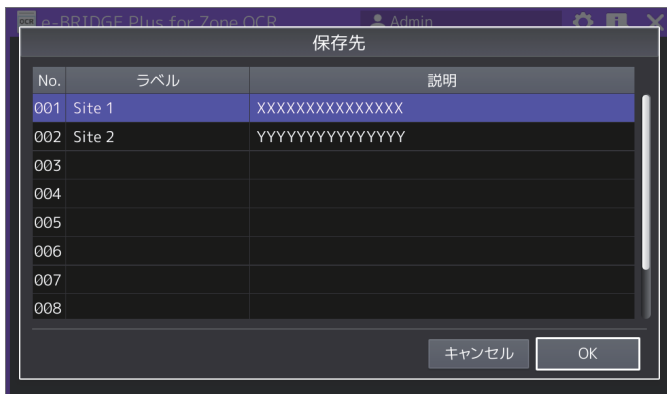 OCR e-BRIDGE Plus for Zone OCR Admin
保存先
No. ラベル 説明
001 Site 1 XXXXXXXXXXXXXXX
002 Site 2 YYYYYYYYYYYYYYY
003
004
005
006
007
008
キャンセル OK